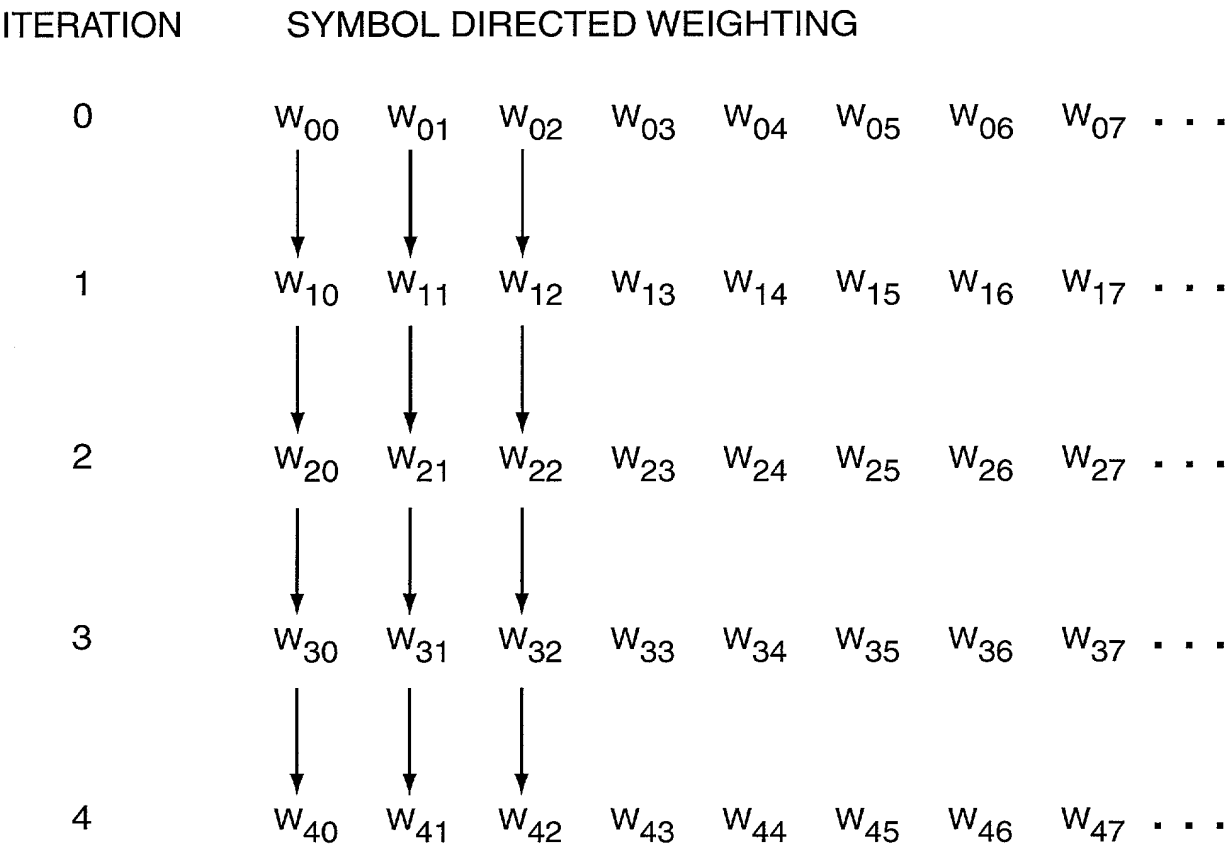 ITERATION SYMBOL DIRECTED WEIGHTING
0 W00 W01 W02 W03 W04 W05 W06 W07 . . .
1 W10 W11 W12 W13 W14 W15 W16 W17 . . .
2 W20 W21 W22 W23 W24 W25 W26 W27 . . .
3 W30 W31 W32 W33 W34 W35 W36 W37 . . .
4 W40 W41 W42 W43 W44 W45 W46 W47 . . .